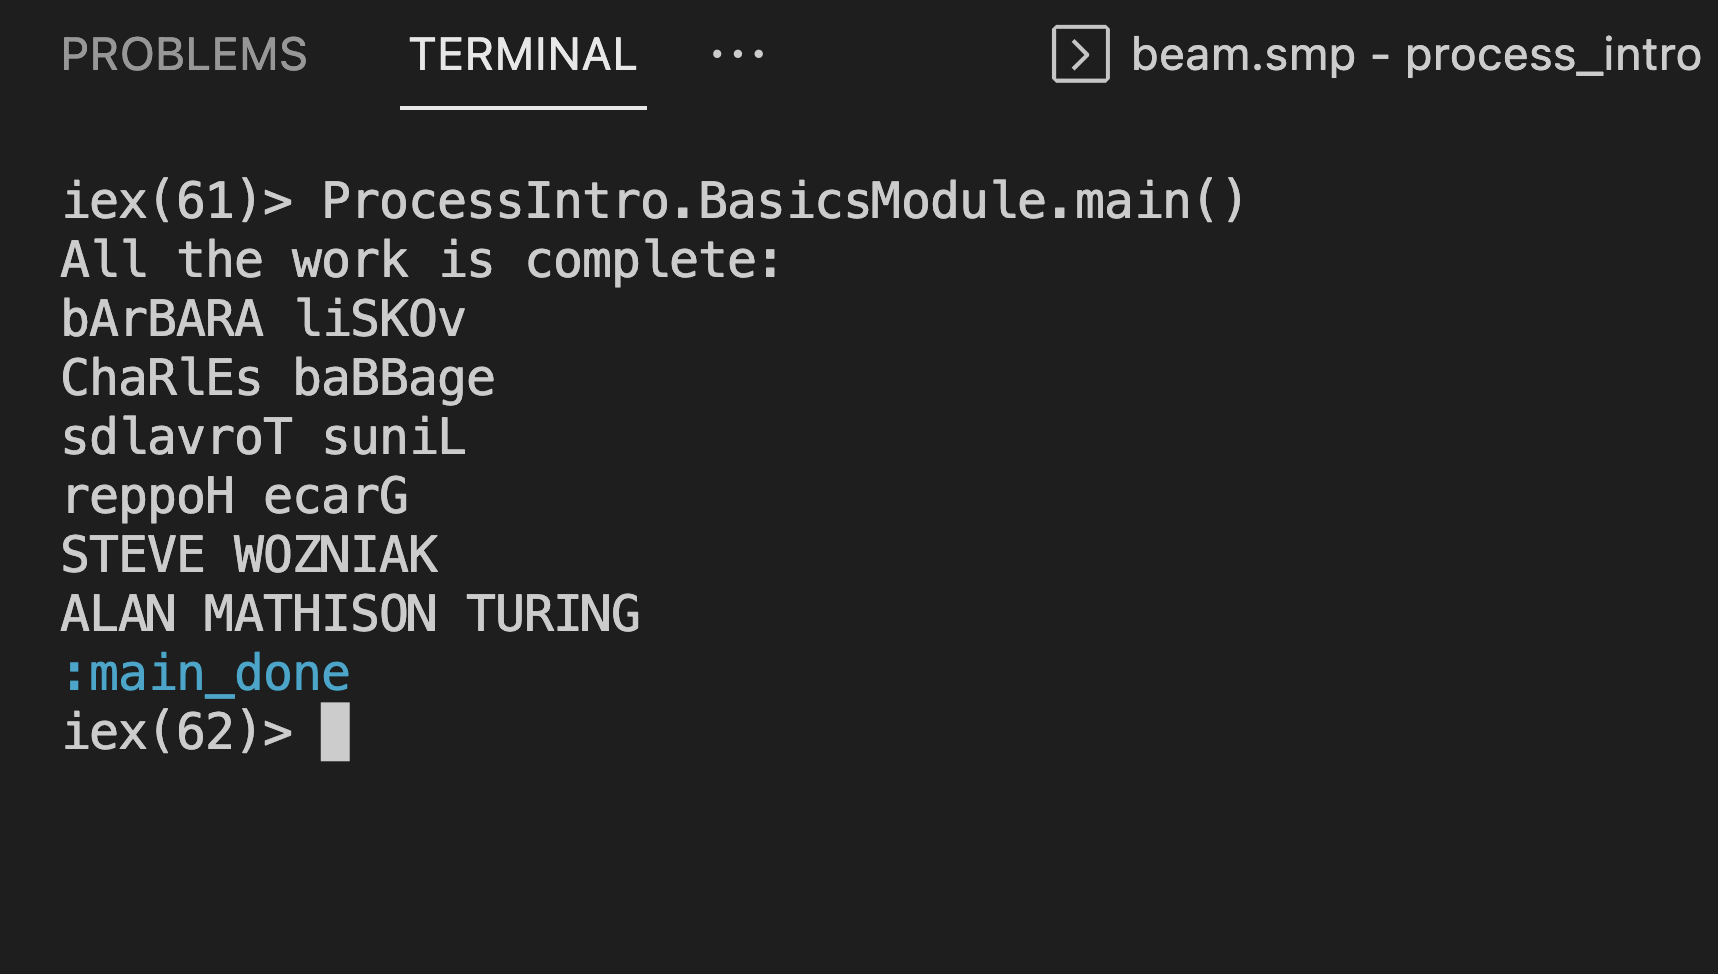 PROBLEMS TERMINAL ... beam.smp - process_intro
iex(61)> ProcessIntro.BasicsModule.main()
All the work is complete:
bArBARA liSKOv
ChaRlEs baBBage
sdlavroT suniL
reppoH ecarG
STEVE WOZNIAK
ALAN MATHISON TURING
:main_done
iex(62)>